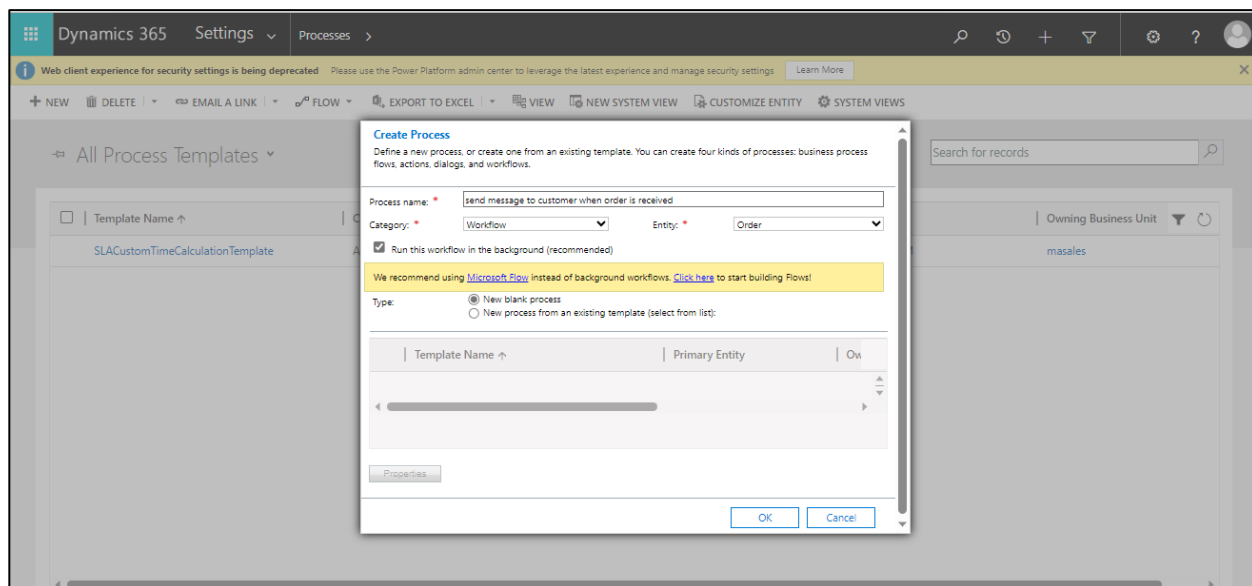 Dynamics 365 Settings Processes >
Web client experience for security settings is being deprecated Please use the Power Platform admin center to leverage the latest experience and manage security settings Learn More
+ NEW DELETE EMAIL A LINK FLOW EXPORT TO EXCEL VIEW NEW SYSTEM VIEW CUSTOMIZE ENTITY SYSTEM VIEWS
Create Process
Define a new process, or create one from an existing template. You can create four kinds of processes: business process
flows, actions, dialogs, and workflows.
All Process Templates
Search for records
Process name: * send message to customer when order is received
Category: * Workflow Entity: * Order
Template Name ↑
Owning Business Unit
Run this workflow in the background (recommended)
SLACustomTimeCalculationTemplate
masales
We recommend using Microsoft Flow instead of background workflows. Click here to start building Flows!
Type: New blank process
New process from an existing template (select from list):
Template Name ↑ Primary Entity Ow
Properties
OK Cancel